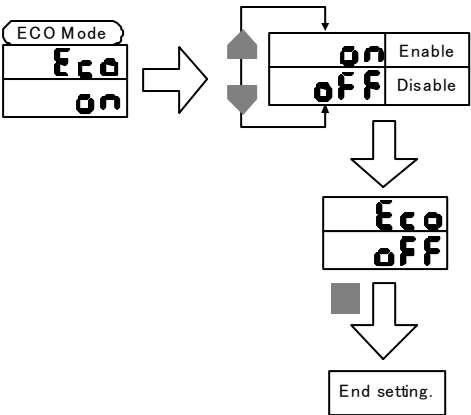 ECO Mode
Eco
on
on Enable
oFF Disable
Eco
oFF
End setting.